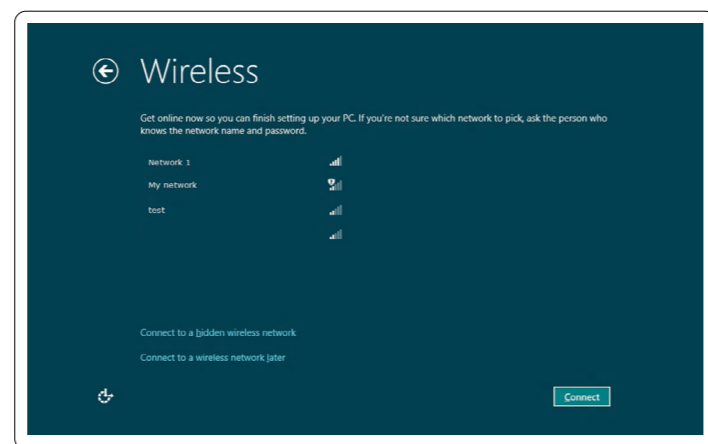 Wireless
Get online now so you can finish setting up your PC. If you're not sure which network to pick, ask the person who
knows the network name and password.
Network 1
My network
test
Connect to a hidden wireless network
Connect to a wireless network later
Connect